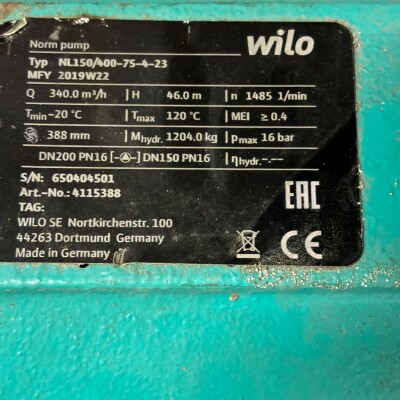 Norm pump
wilo
Typ NL150/400-75-4-23
MFY 2019W22
Q 340.0 m³/h | H 46.0 m | n 1485 1/min
Tmin -20 °C | Tmax 120 °C | MEI ≥ 0.4
388 mm | Mhydr. 1204.0 kg | pmax 16 bar
DN200 PN16 [-▲-] DN150 PN16 | ηhydr. -.--
S/N: 650404501
Art.-No.: 4115388
TAG:
EAC
WILO SE Nortkirchenstr. 100
44263 Dortmund Germany
Made in Germany
CE